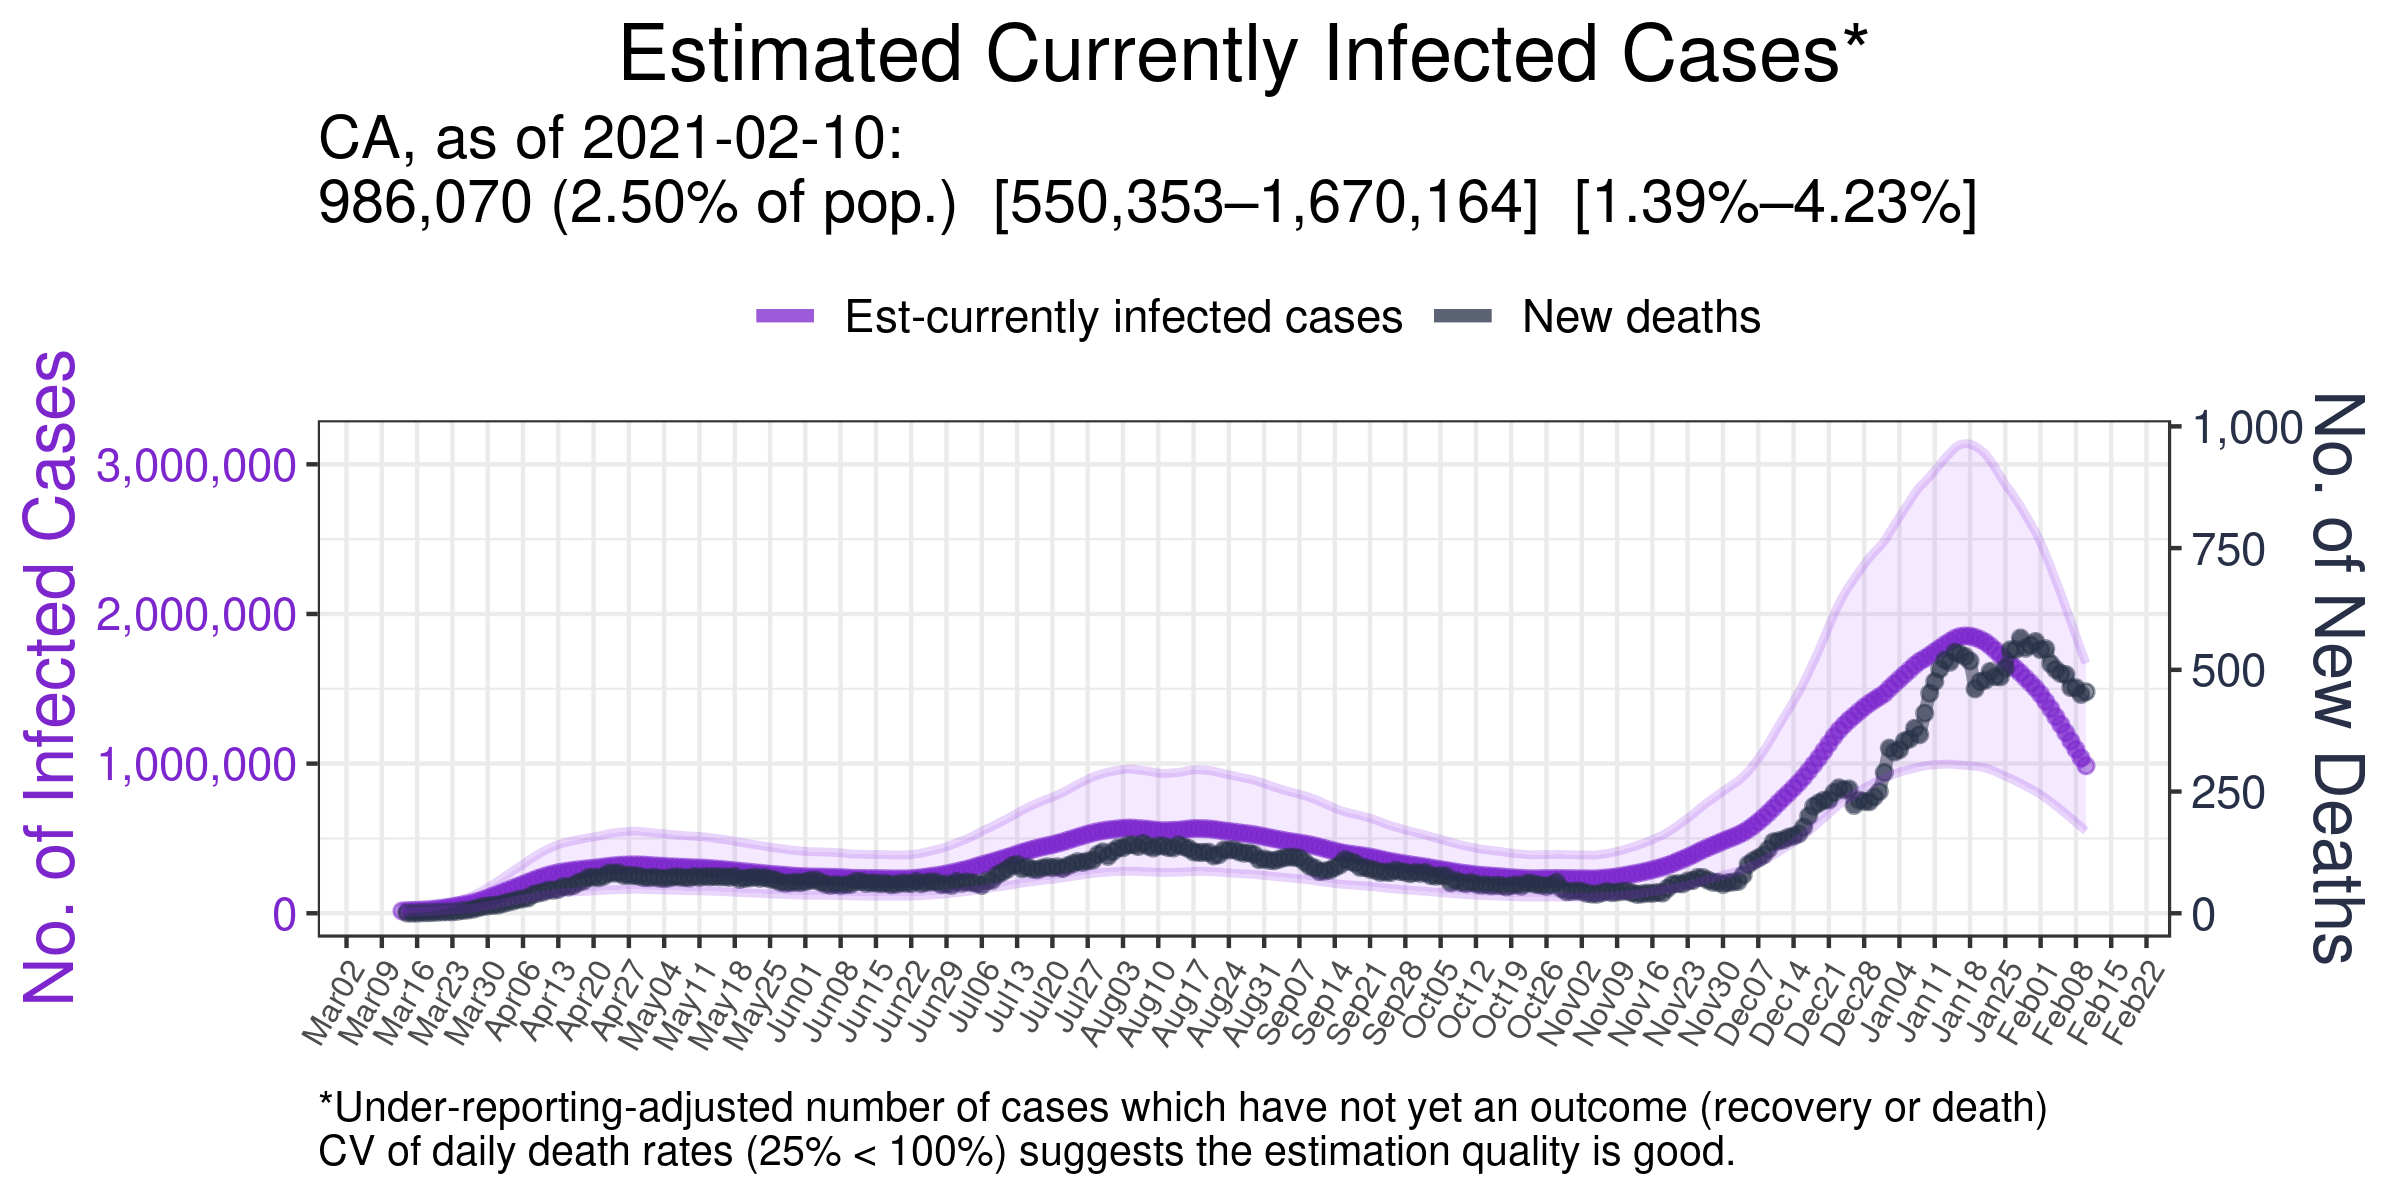 Estimated Currently Infected Cases*
CA, as of 2021-02-10:
986,070 (2.50% of pop.)  [550,353–1,670,164]  [1.39%–4.23%]
Est-currently infected cases
New deaths
No. of Infected Cases
3,000,000
2,000,000
1,000,000
0
No. of New Deaths
1,000
750
500
250
0
Mar02
Mar09
Mar16
Mar23
Mar30
Apr06
Apr13
Apr20
Apr27
May04
May11
May18
May25
Jun01
Jun08
Jun15
Jun22
Jun29
Jul06
Jul13
Jul20
Jul27
Aug03
Aug10
Aug17
Aug24
Aug31
Sep07
Sep14
Sep21
Sep28
Oct05
Oct12
Oct19
Oct26
Nov02
Nov09
Nov16
Nov23
Nov30
Dec07
Dec14
Dec21
Dec28
Jan04
Jan11
Jan18
Jan25
Feb01
Feb08
Feb15
Feb22
*Under-reporting-adjusted number of cases which have not yet an outcome (recovery or death)
CV of daily death rates (25% < 100%) suggests the estimation quality is good.